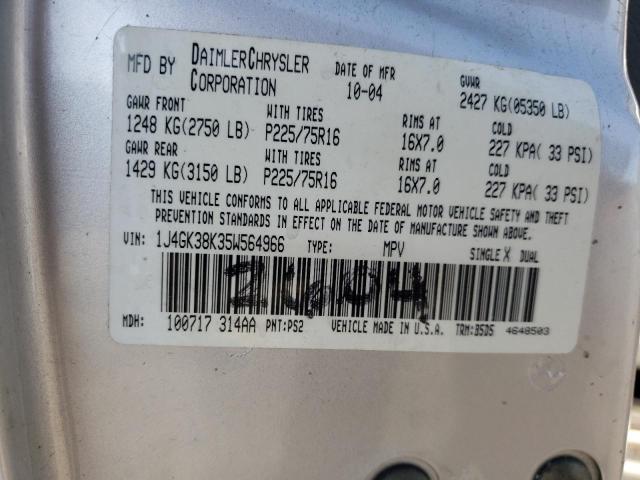 MFD BY DAIMLERCHRYSLER CORPORATION DATE OF MFR 10-04 GVWR 2427 KG(05350 LB)
GAWR FRONT WITH TIRES RIMS AT COLD
1248 KG(2750 LB) P225/75R16 16X7.0 227 KPA( 33 PSI)
GAWR REAR WITH TIRES RIMS AT COLD
1429 KG(3150 LB) P225/75R16 16X7.0 227 KPA( 33 PSI)
THIS VEHICLE CONFORMS TO ALL APPLICABLE FEDERAL MOTOR VEHICLE SAFETY AND THEFT
PREVENTION STANDARDS IN EFFECT ON THE DATE OF MANUFACTURE SHOWN ABOVE.
VIN: 1J4GK38K35W564966 TYPE: MPV SINGLE X DUAL
2604
MDH: 100717 314AA PNT:PS2 VEHICLE MADE IN U.S.A. TRM:B5D5 4648503